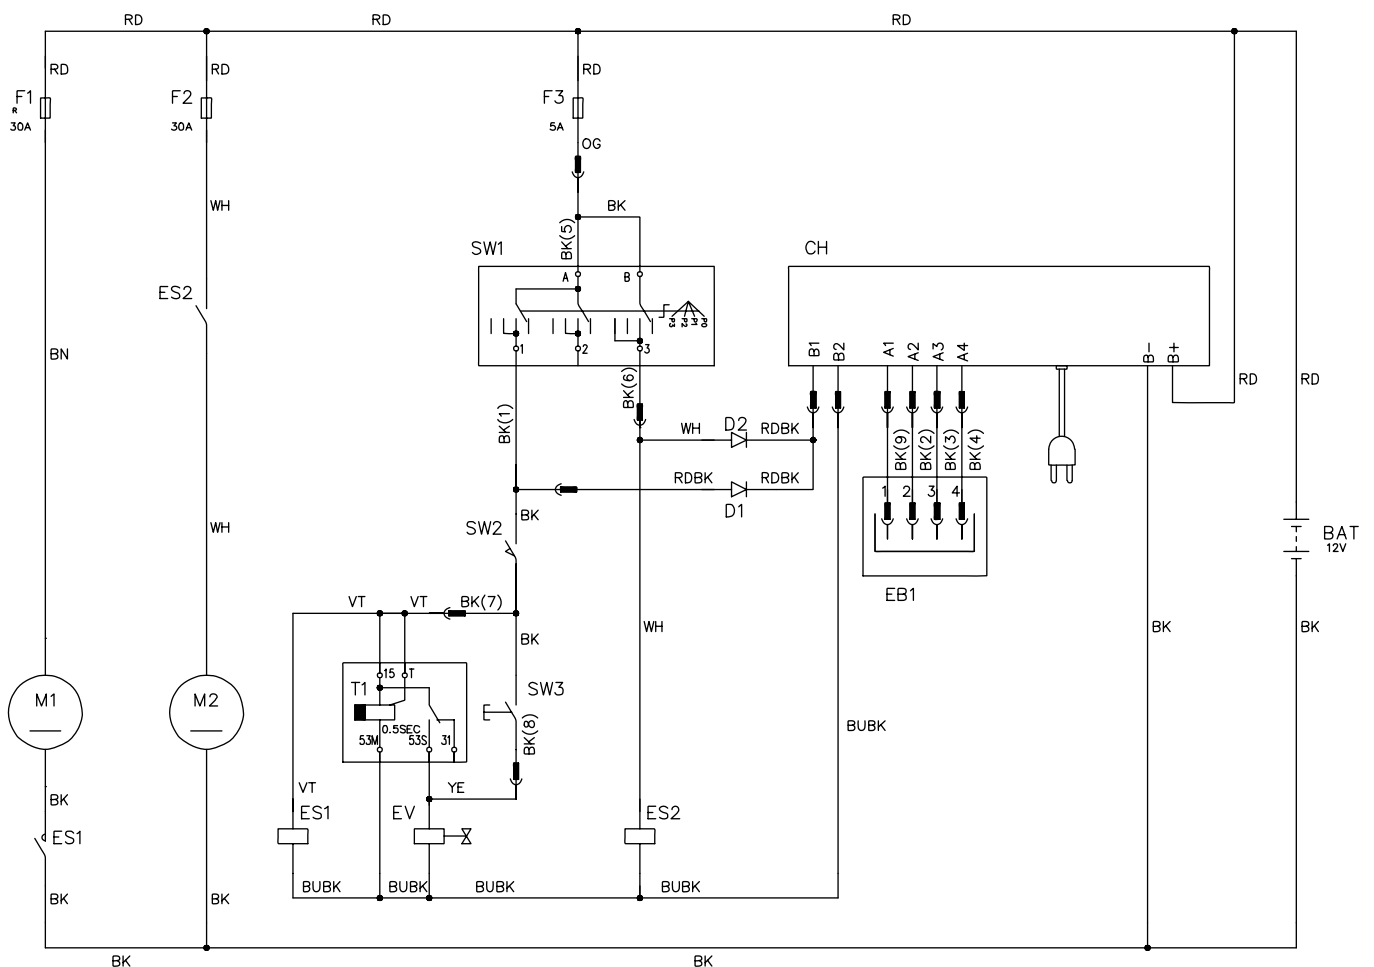 RD RD RD
RD RD RD
F1 F2 F3
R
30A 30A 5A
OG
WH BK
BK(5)
SW1 CH
A B
ES2
P3 P2 P1 P0
1 2 3
B1 B2 A1 A2 A3 A4 B- B+
BN
BK(6) RD RD
BK(1) WH D2 RDBK
BK(9) BK(2) BK(3) BK(4)
RDBK RDBK
D1
1 2 3 4
BK
WH SW2
BAT
12V
EB1
VT VT BK(7)
BK WH BK BK
15 T
M1 M2 T1 SW3
0.5SEC
53M 53S 31
BK(8) BUBK
VT YE
BK
ES1 EV ES2
ES1
BUBK BUBK BUBK BUBK
BK BK
BK BK